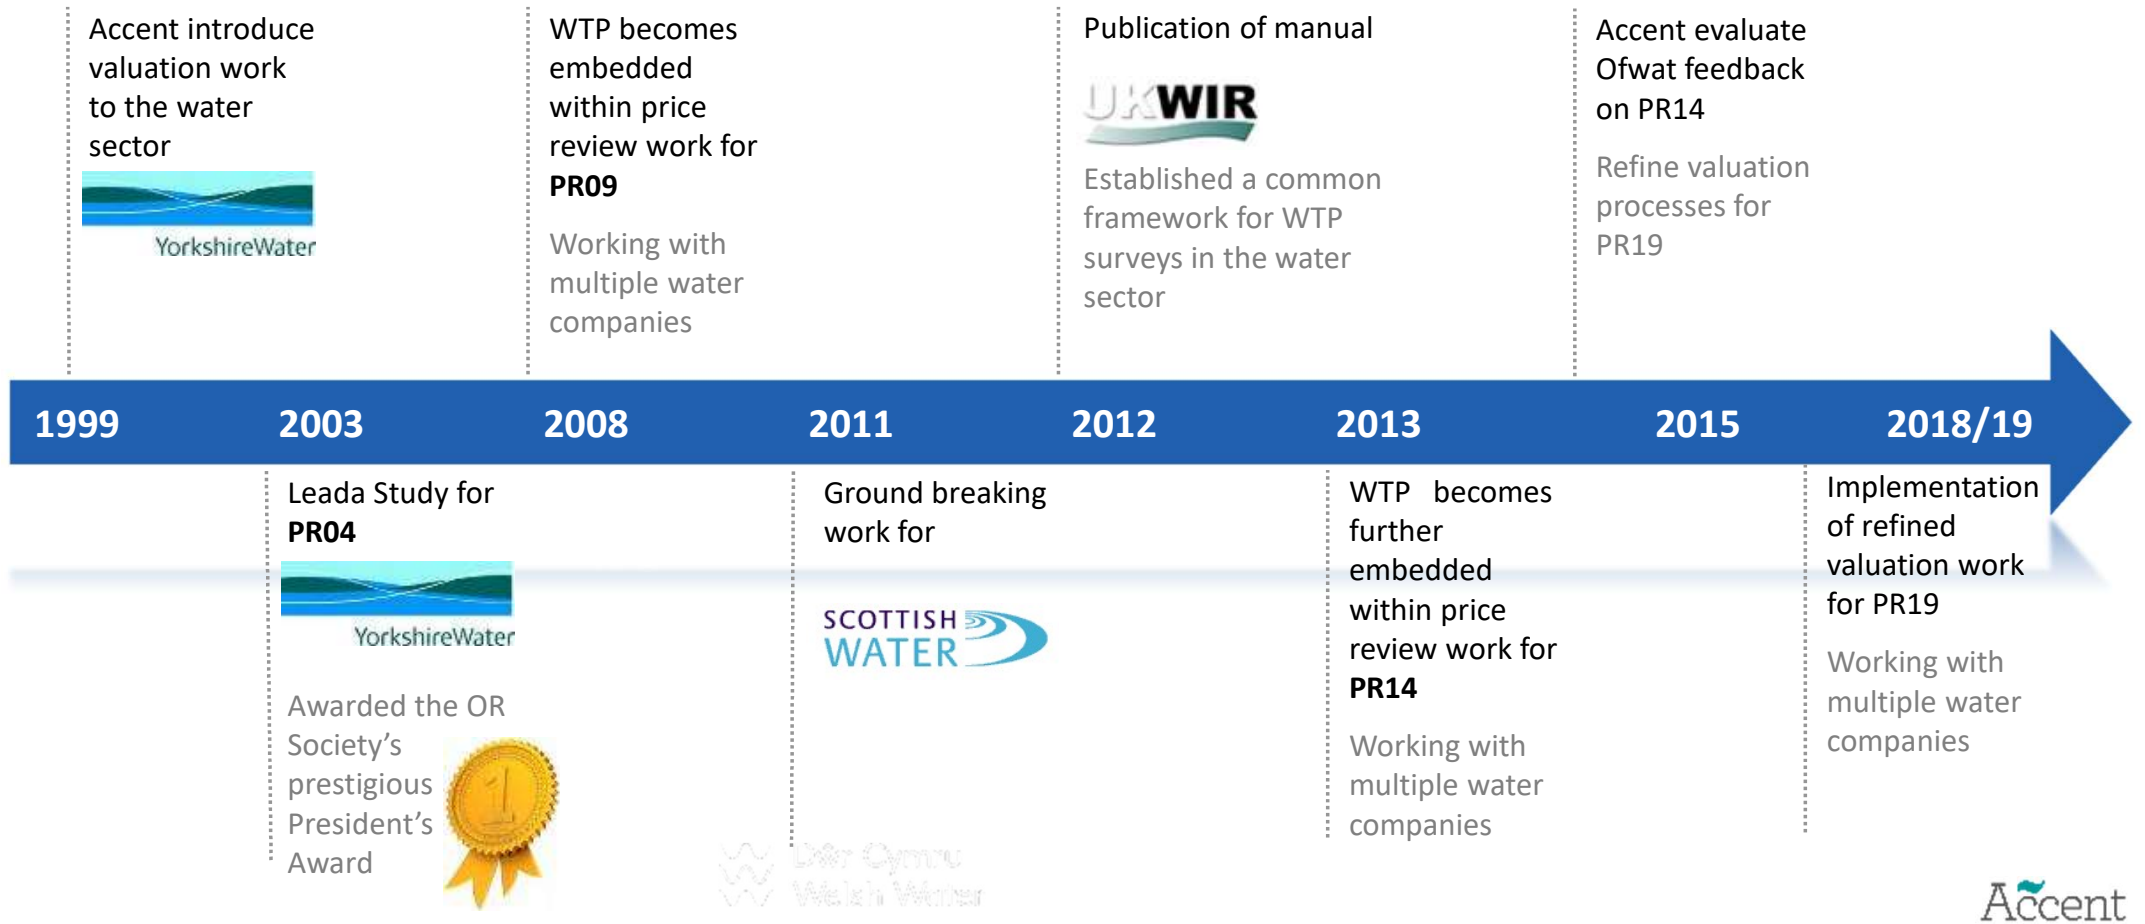 Accent introduce
valuation work
to the water
sector
YorkshireWater
WTP becomes
embedded
within price
review work for
PR09
Working with
multiple water
companies
Publication of manual
UKWIR
Established a common
framework for WTP
surveys in the water
sector
Accent evaluate
Ofwat feedback
on PR14
Refine valuation
processes for
PR19
1999
2003
2008
2011
2012
2013
2015
2018/19
Leada Study for
PR04
YorkshireWater
Awarded the OR
Society’s
prestigious
President’s
Award
1
Ground breaking
work for
SCOTTISH
WATER
Dŵr Cymru
Welsh Water
WTP becomes
further
embedded
within price
review work for
PR14
Working with
multiple water
companies
Implementation
of refined
valuation work
for PR19
Working with
multiple water
companies
Accent